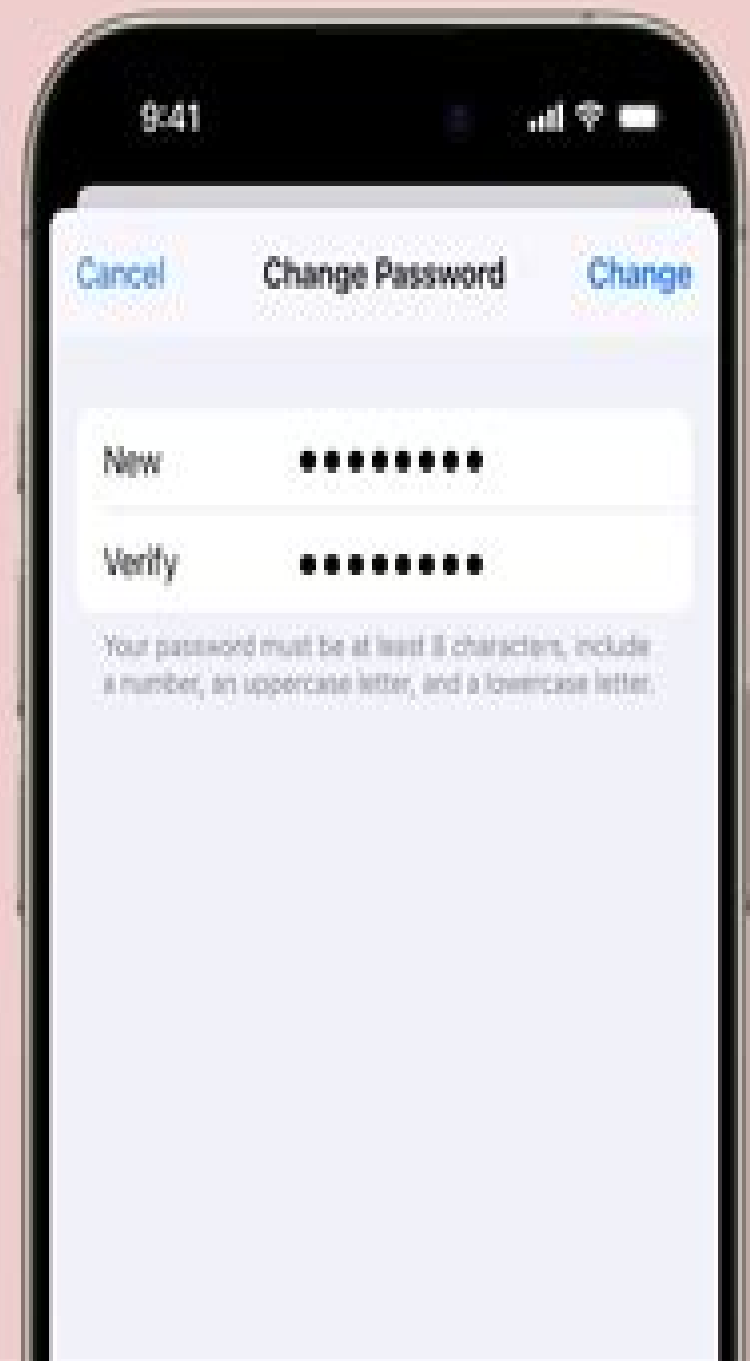 9:41
Cancel Change Password Change
New ••••••••
Verify ••••••••
Your password must be at least 8 characters, include
a number, an uppercase letter, and a lowercase letter.